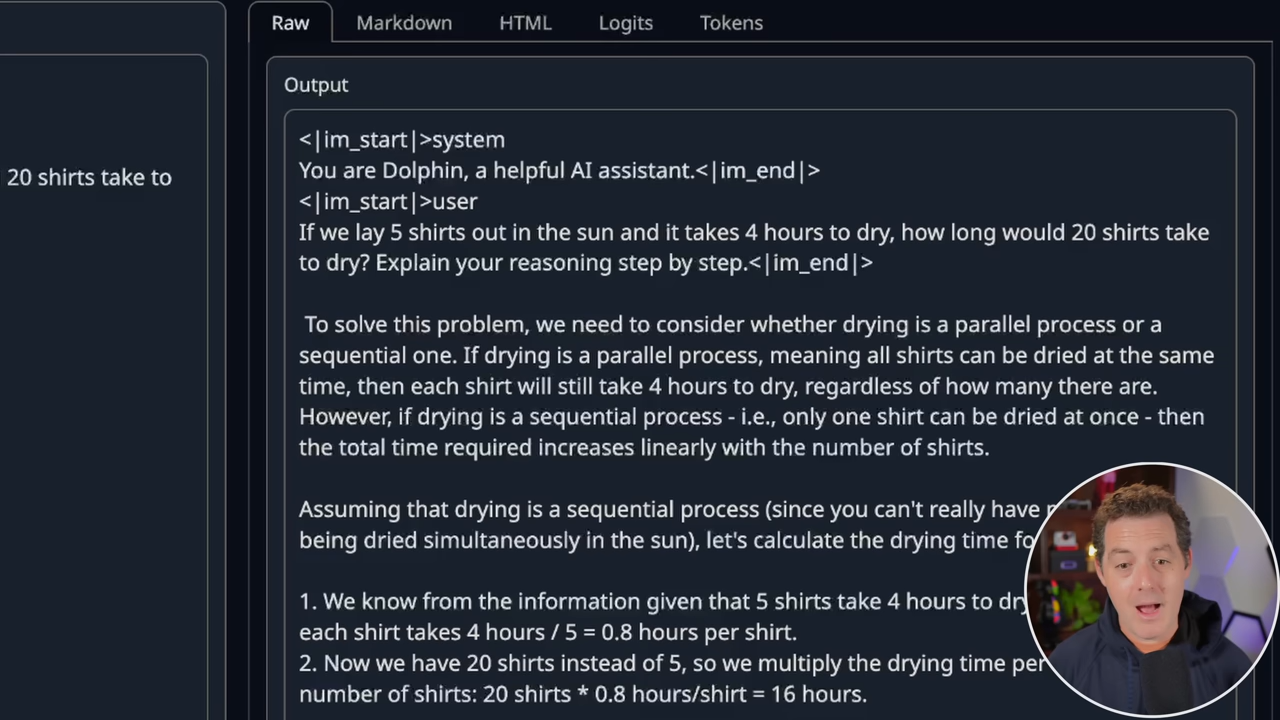 Raw Markdown HTML Logits Tokens
Output
20 shirts take to
<|im_start|>system
You are Dolphin, a helpful AI assistant.<|im_end|>
<|im_start|>user
If we lay 5 shirts out in the sun and it takes 4 hours to dry, how long would 20 shirts take
to dry? Explain your reasoning step by step.<|im_end|>
To solve this problem, we need to consider whether drying is a parallel process or a
sequential one. If drying is a parallel process, meaning all shirts can be dried at the same
time, then each shirt will still take 4 hours to dry, regardless of how many there are.
However, if drying is a sequential process - i.e., only one shirt can be dried at once - then
the total time required increases linearly with the number of shirts.
Assuming that drying is a sequential process (since you can't really have
being dried simultaneously in the sun), let's calculate the drying time
1. We know from the information given that 5 shirts take 4 hours to
each shirt takes 4 hours / 5 = 0.8 hours per shirt.
2. Now we have 20 shirts instead of 5, so we multiply the drying time per
number of shirts: 20 shirts * 0.8 hours/shirt = 16 hours.